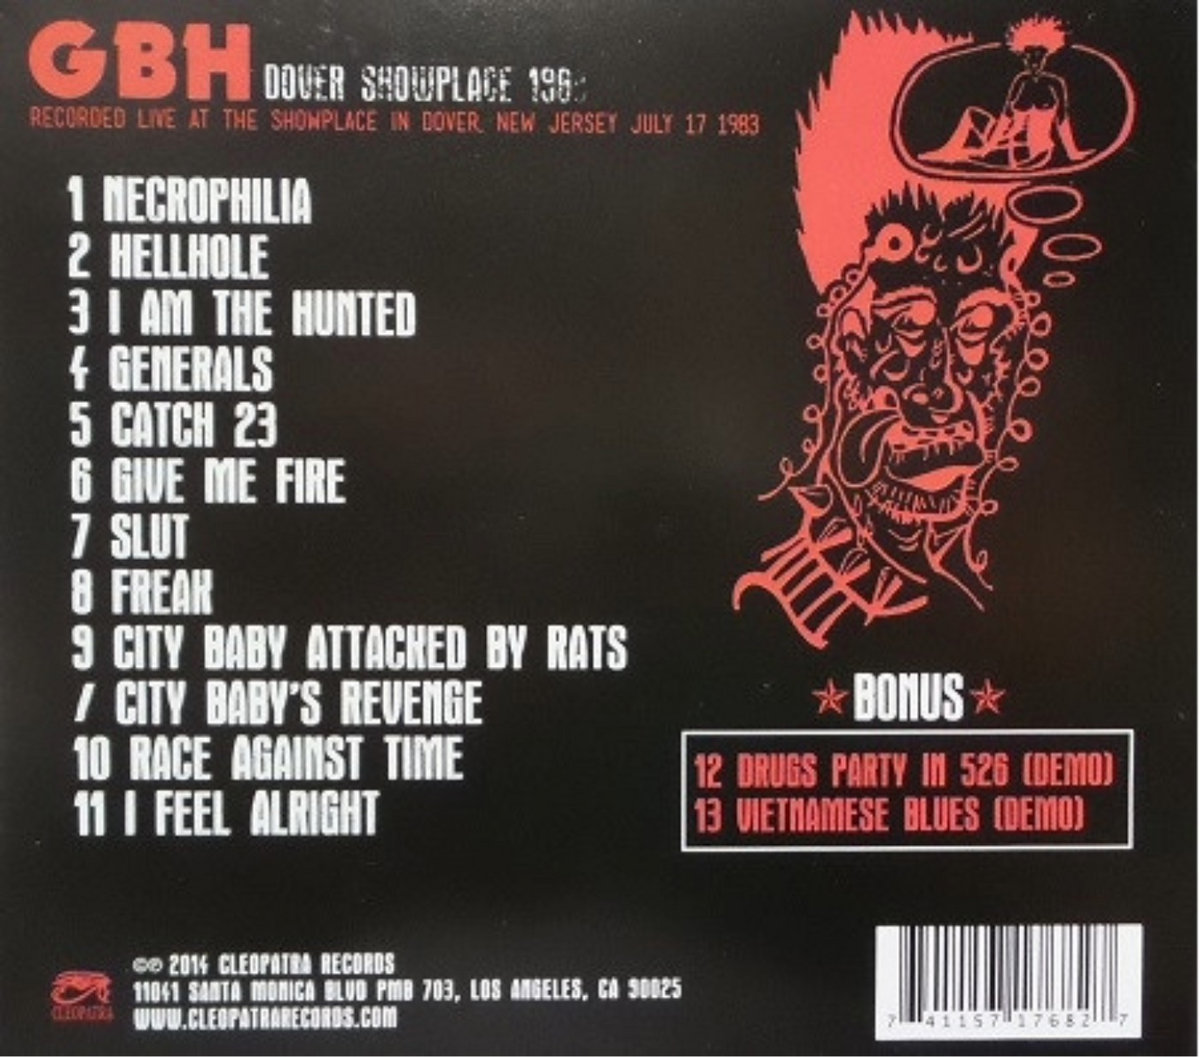 GBH DOVER SHOWPLACE
RECORDED LIVE AT THE SHOWPLACE IN DOVER, NEW JERSEY JULY 17 1983
1 NECROPHILIA
2 HELLHOLE
3 I AM THE HUNTED
4 GENERALS
5 CATCH 23
6 GIVE ME FIRE
7 SLUT
8 FREAK
9 CITY BABY ATTACKED BY RATS
/ CITY BABY'S REVENGE
10 RACE AGAINST TIME
11 I FEEL ALRIGHT
★ BONUS ★
12 DRUGS PARTY IN 526 (DEMO)
13 VIETNAMESE BLUES (DEMO)
©℗ 2014 CLEOPATRA RECORDS
11041 SANTA MONICA BLVD PMB 703, LOS ANGELES, CA 90025
WWW.CLEOPATRARECORDS.COM
CLEOPATRA
7 41157 17682 7